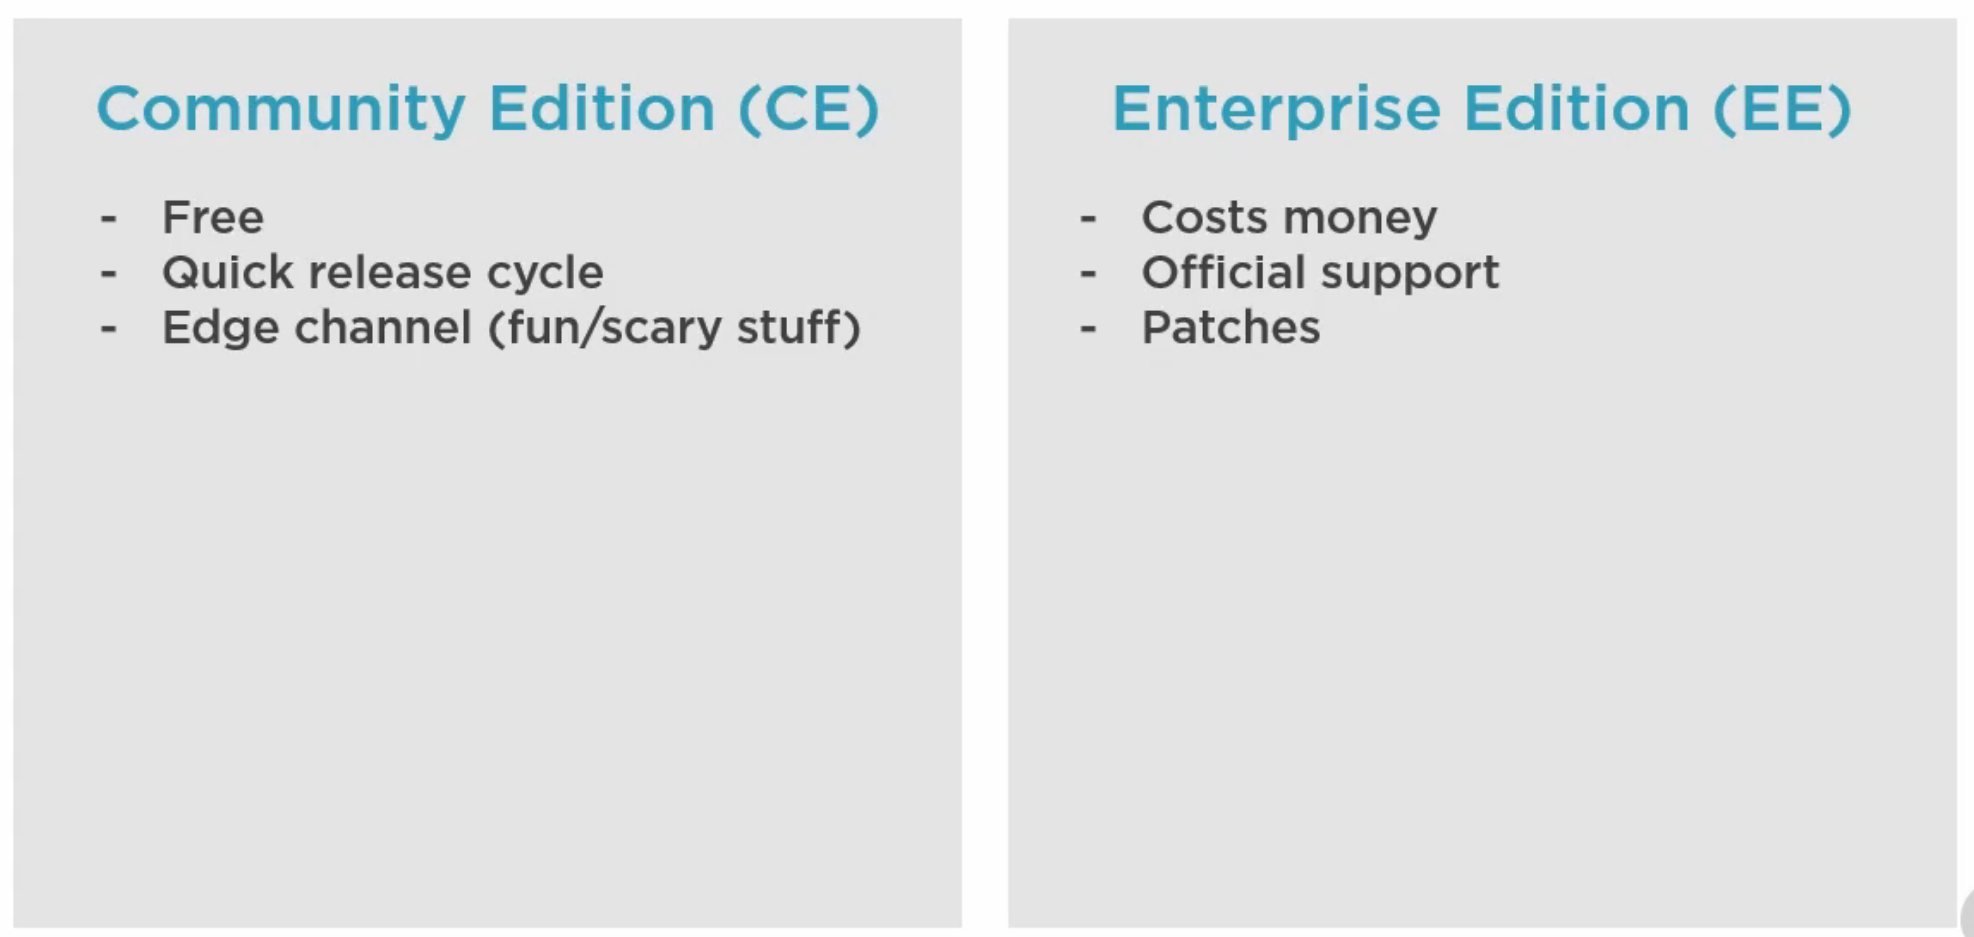 Community Edition (CE)
- Free
- Quick release cycle
- Edge channel (fun/scary stuff)
Enterprise Edition (EE)
- Costs money
- Official support
- Patches